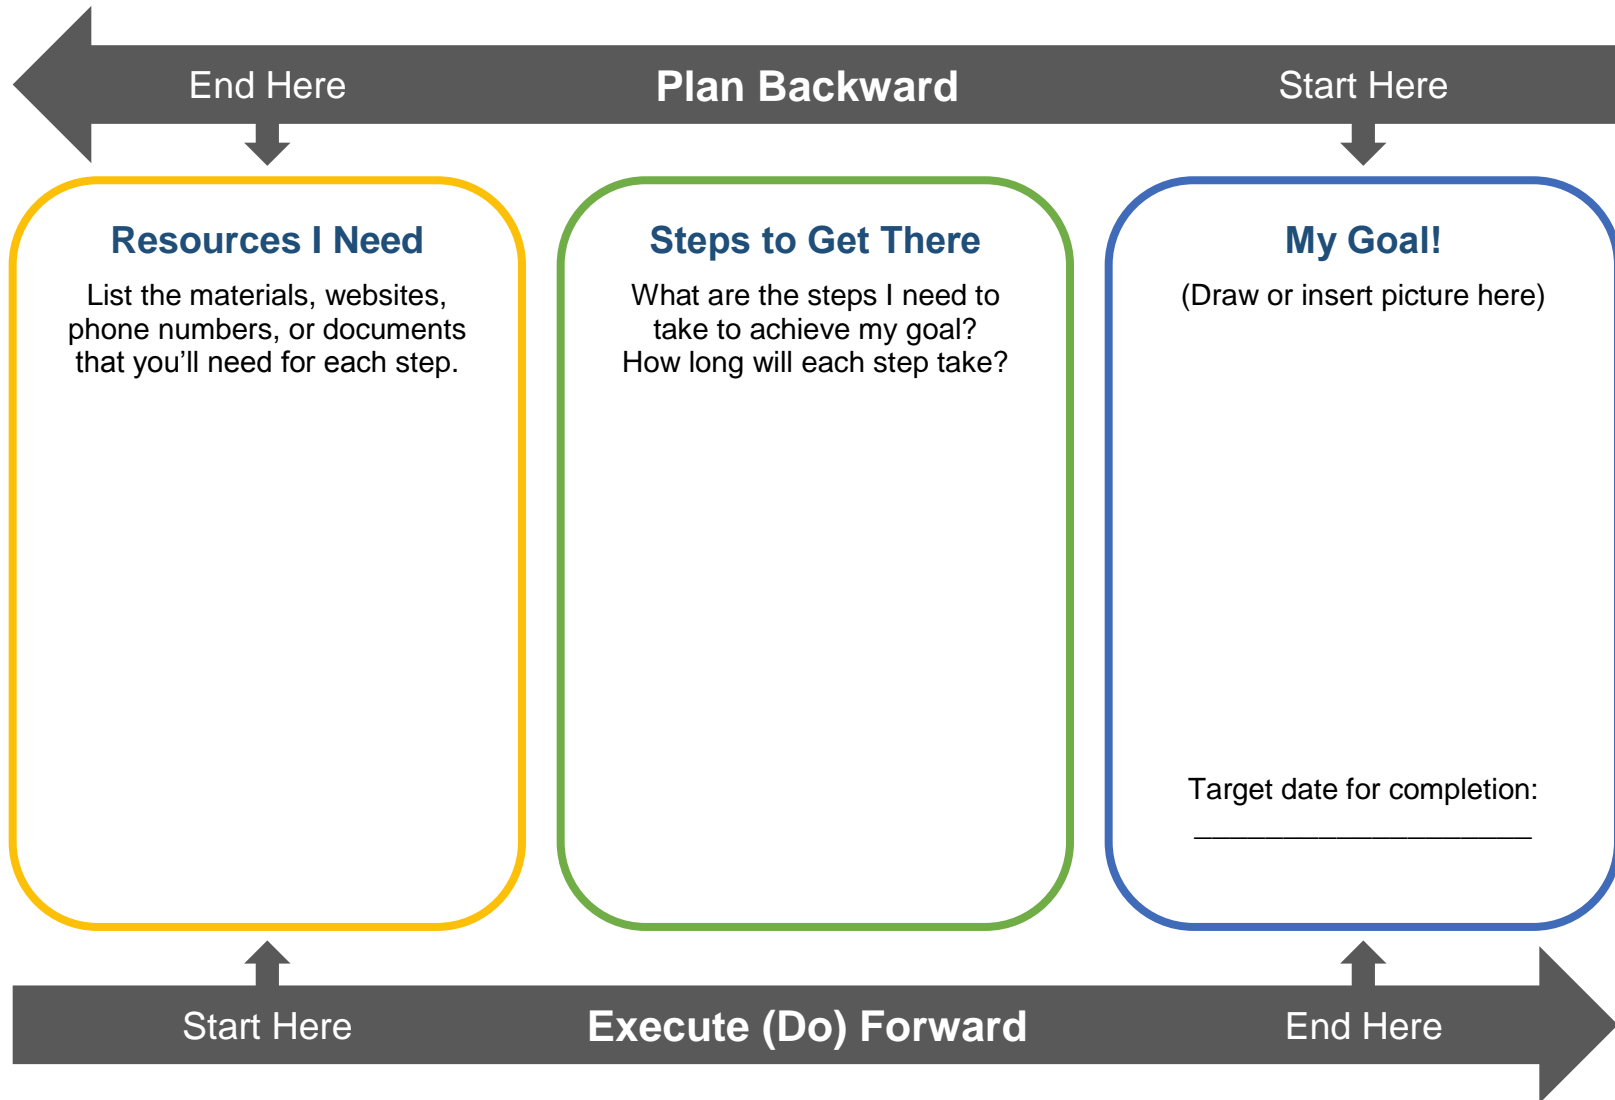 End Here
Plan Backward
Start Here
Resources I Need
List the materials, websites,
phone numbers, or documents
that you’ll need for each step.
Steps to Get There
What are the steps I need to
take to achieve my goal?
How long will each step take?
My Goal!
(Draw or insert picture here)
Target date for completion:
____________________
Start Here
Execute (Do) Forward
End Here